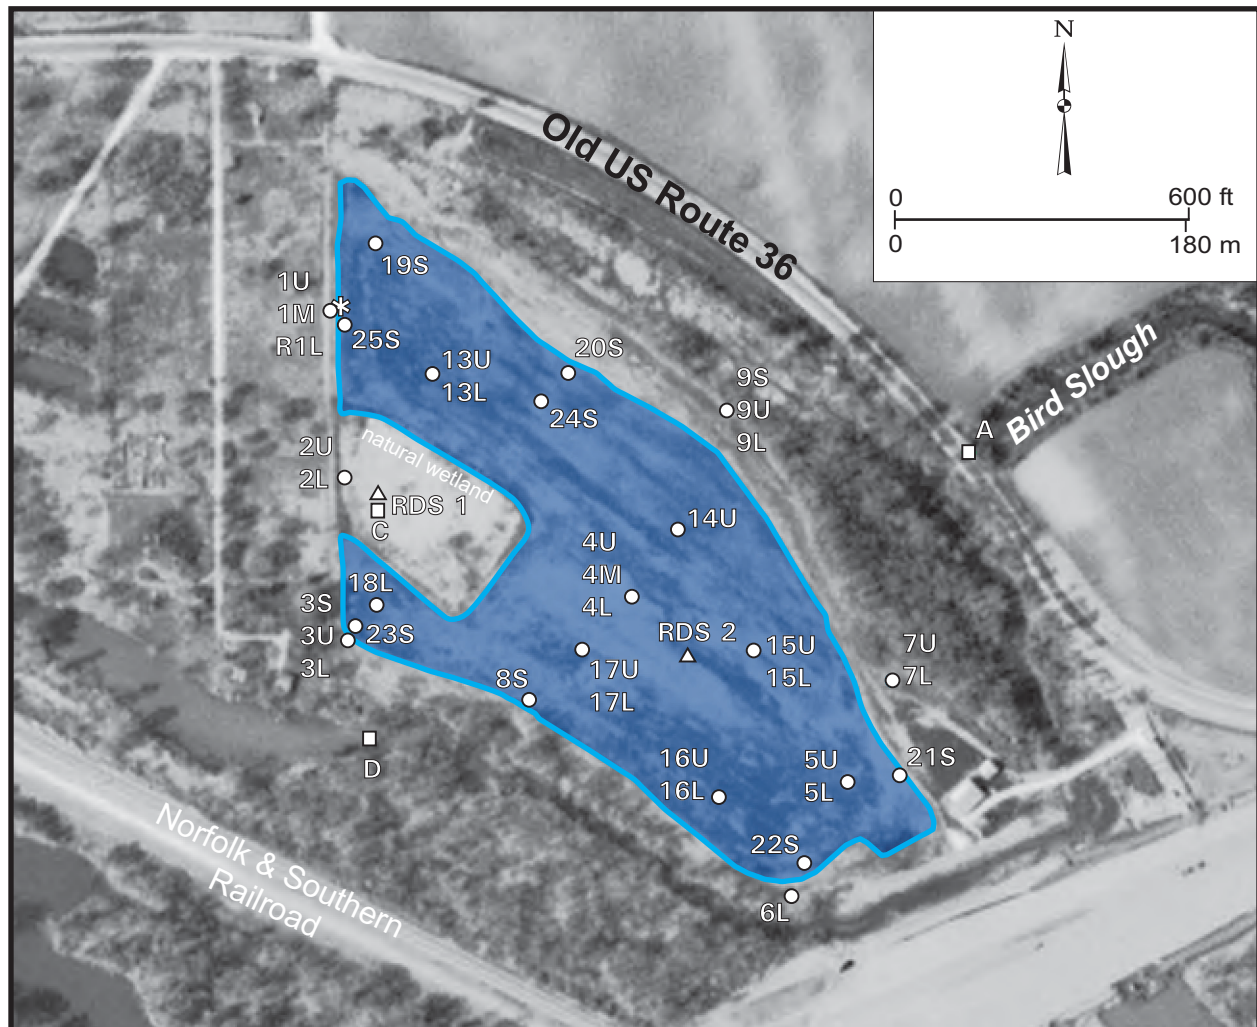 N
0 600 ft
0 180 m
Old US Route 36
Bird Slough
A
19S
1U
1M
R1L
*
25S
13U
13L
20S
24S
9S
9U
9L
natural wetland
2U
2L
RDS 1
C
14U
4U
4M
4L
18L
3S
3U
3L
23S
RDS 2
15U
15L
7U
7L
17U
17L
8S
D
16U
16L
5U
5L
21S
22S
6L
Norfolk & Southern
Railroad